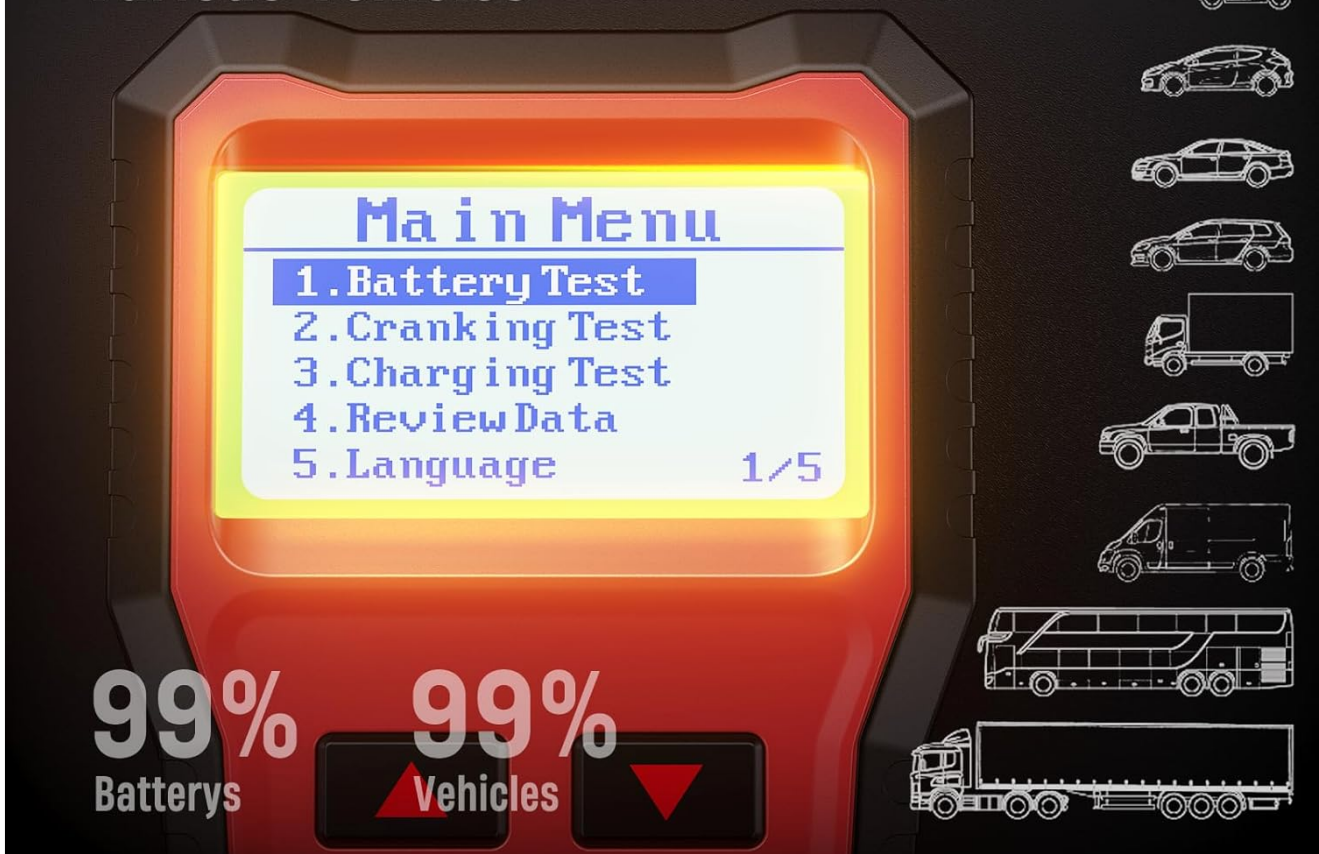 Main Menu
1.Battery Test
2.Cranking Test
3.Charging Test
4.Review Data
5.Language 1/5
99% 99%
Batterys Vehicles